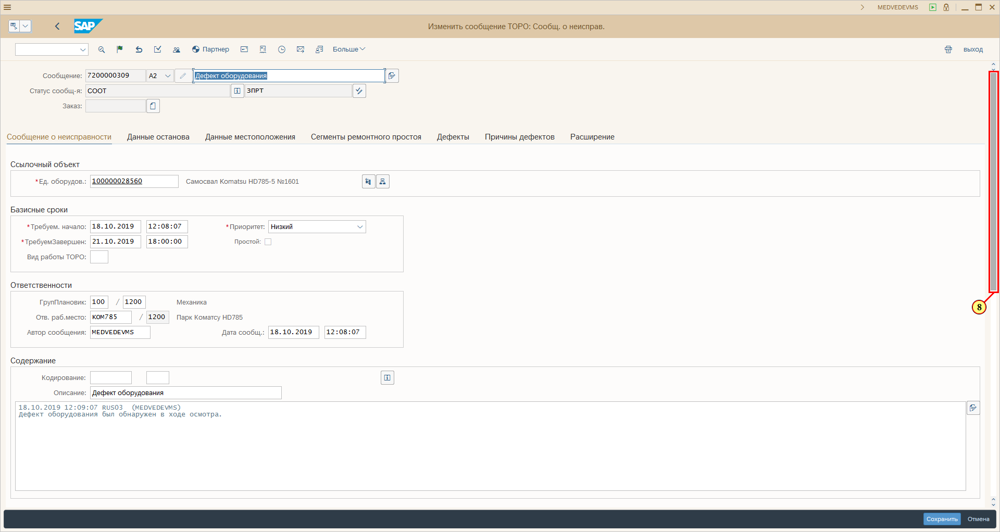 MEDVEDEVMS
SAP
Изменить сообщение ТОРО: Сообщ. о неисправ.
Партнер
Больше
выход
Сообщение: 7200000309 A2 Дефект оборудования
Статус сообщ-я: СООТ ЗПРТ
Заказ:
Сообщение о неисправности Данные останова Данные местоположения Сегменты ремонтного простоя Дефекты Причины дефектов Расширение
Ссылочный объект
*Ед. оборудов.: 100000028560 Самосвал Komatsu HD785-5 №1601
Базисные сроки
*Требуем. начало: 18.10.2019 12:08:07 *Приоритет: Низкий
*ТребуемЗавершен: 21.10.2019 18:00:00 Простой:
Вид работы ТОРО:
Ответственности
ГрупПлановик: 100 / 1200 Механика
Отв. раб.место: КОМ785 / 1200 Парк Коматсу HD785
Автор сообщения: MEDVEDEVMS Дата сообщ.: 18.10.2019 12:08:07
8
Содержание
Кодирование:
Описание: Дефект оборудования
18.10.2019 12:09:07 RUS03 (MEDVEDEVMS)
Дефект оборудования был обнаружен в ходе осмотра.
Сохранить Отмена